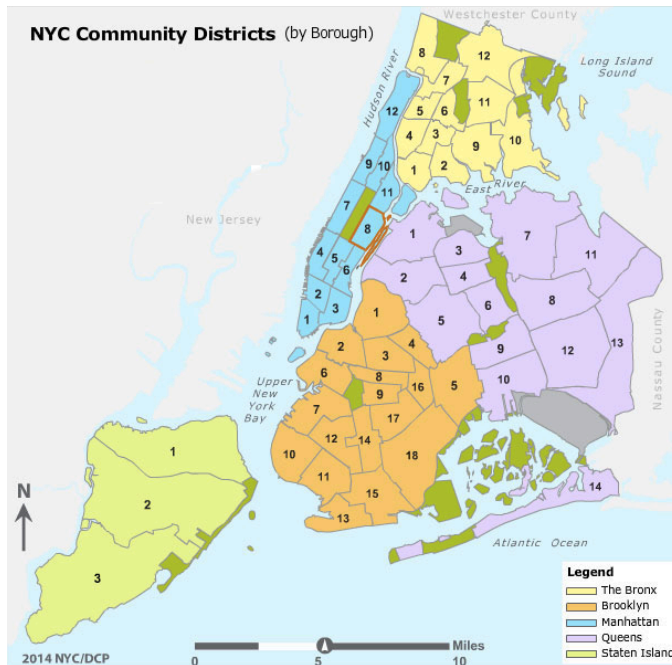 Westchester County
NYC Community Districts (by Borough)
Hudson River
Long Island
Sound
8
12
7
12
5
6
11
4
3
9
10
9
10
1
2
11
East River
7
New Jersey
8
1
7
4
5
3
11
6
2
4
2
8
3
6
1
5
1
Nassau County
13
2
4
9
12
3
6
8
5
10
Upper
New
York
Bay
9
16
7
17
1
12
14
10
18
2
11
14
15
N
13
3
Atlantic Ocean
Legend
The Bronx
Brooklyn
Manhattan
Queens
Staten Island
Miles
2014 NYC/DCP
0
5
10